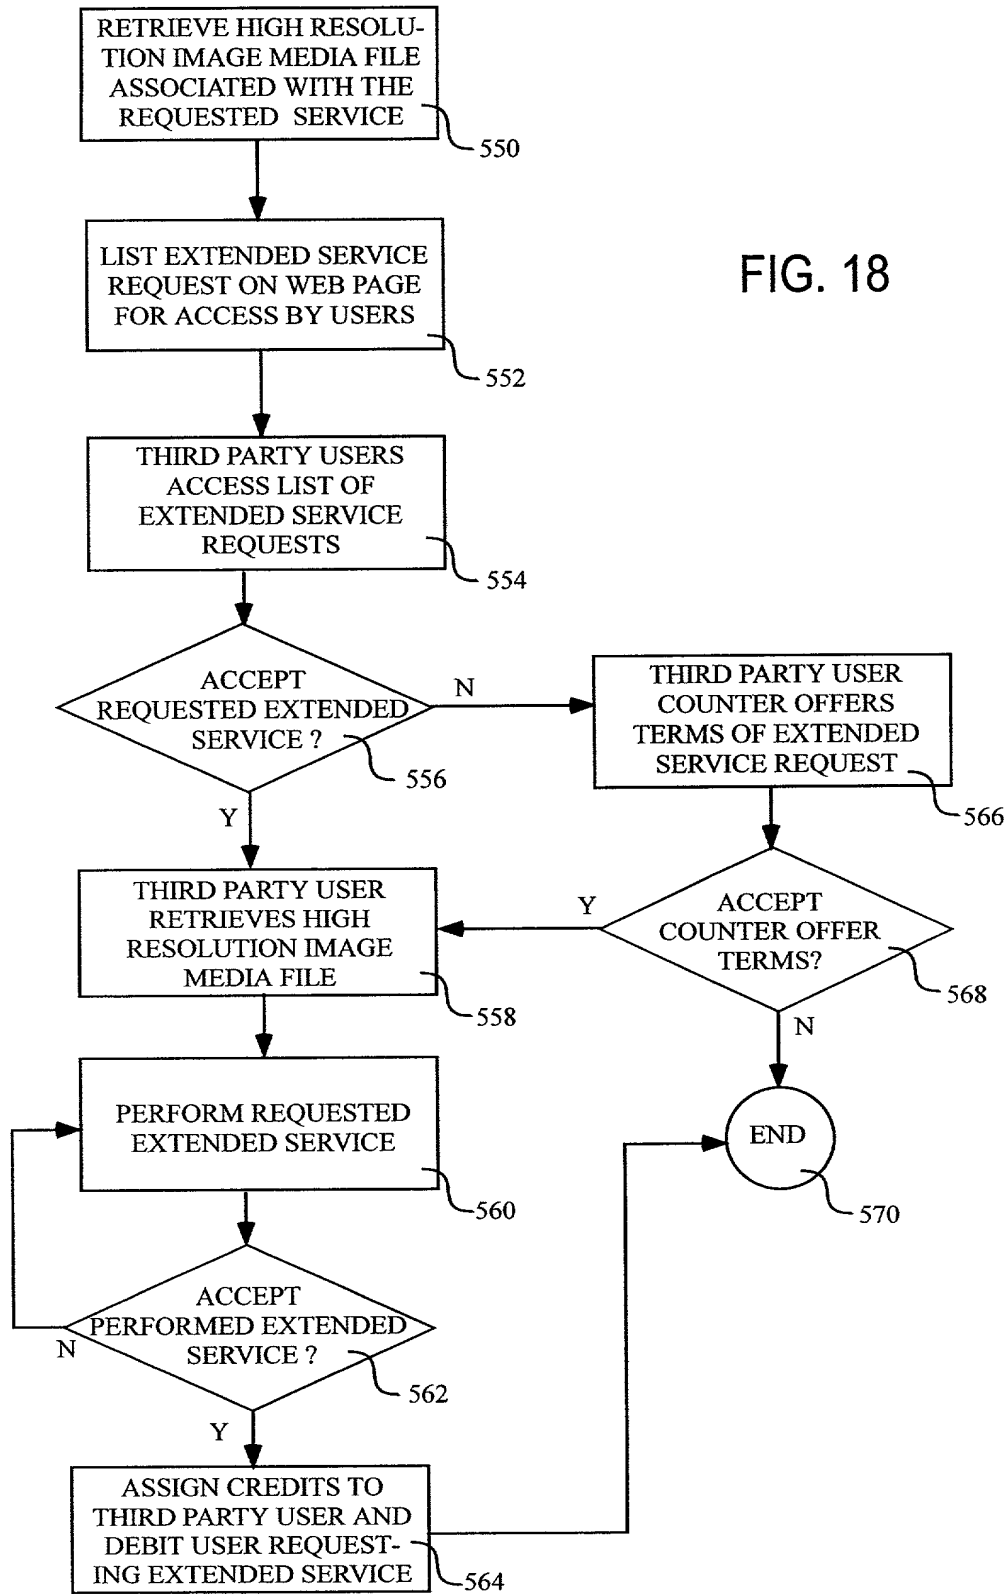 RETRIEVE HIGH RESOLU-
TION IMAGE MEDIA FILE
ASSOCIATED WITH THE
REQUESTED SERVICE
550
LIST EXTENDED SERVICE
REQUEST ON WEB PAGE
FOR ACCESS BY USERS
552
FIG. 18
THIRD PARTY USERS
ACCESS LIST OF
EXTENDED SERVICE
REQUESTS
554
ACCEPT
REQUESTED EXTENDED
SERVICE ?
556
N
Y
THIRD PARTY USER
COUNTER OFFERS
TERMS OF EXTENDED
SERVICE REQUEST
566
ACCEPT
COUNTER OFFER
TERMS?
568
Y
N
THIRD PARTY USER
RETRIEVES HIGH
RESOLUTION IMAGE
MEDIA FILE
558
PERFORM REQUESTED
EXTENDED SERVICE
560
END
570
ACCEPT
PERFORMED EXTENDED
SERVICE ?
562
N
Y
ASSIGN CREDITS TO
THIRD PARTY USER AND
DEBIT USER REQUEST-
ING EXTENDED SERVICE
564